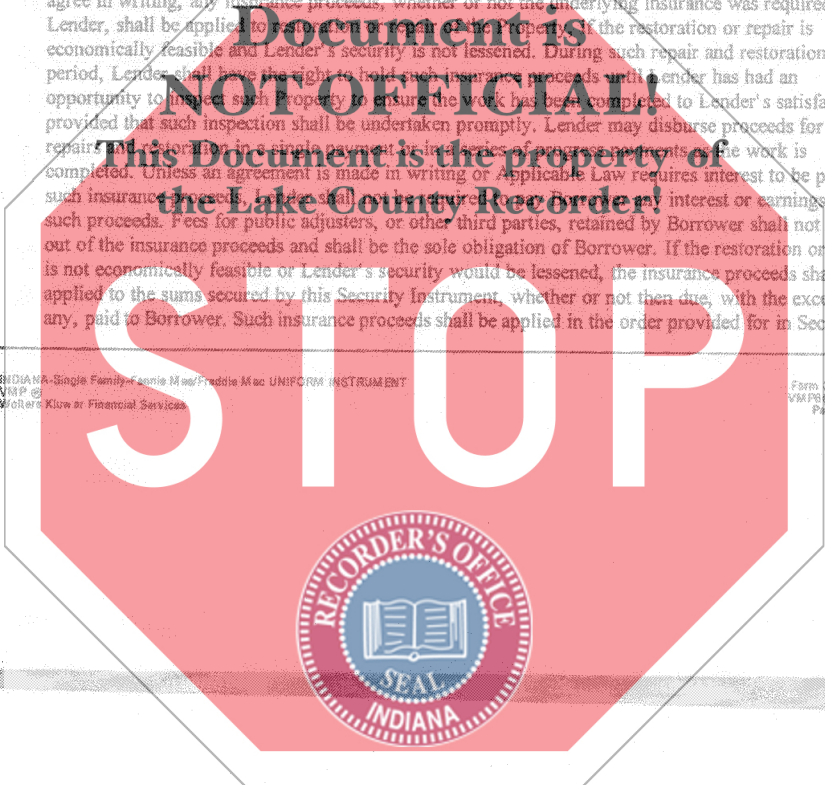 agree in writing, any insurance proceeds, whether or not the underlying insurance was required
Lender, shall be applied to restoration or repair of the Property, if the restoration or repair is
Document is
economically feasible and Lender's security is not lessened. During such repair and restoration
period, Lender shall have the right to hold such insurance proceeds until Lender has had an
NOT OFFICIAL!
opportunity to inspect such Property to ensure the work has been completed to Lender's satisfa
provided that such inspection shall be undertaken promptly. Lender may disburse proceeds for
repairs and restoration in a single payment or in a series of progress payments as the work is
This Document is the property of
completed. Unless an agreement is made in writing or Applicable Law requires interest to be p
such insurance proceeds, Lender shall not be required to pay Borrower any interest or earnings
the Lake County Recorder!
such proceeds. Fees for public adjusters, or other third parties, retained by Borrower shall not
out of the insurance proceeds and shall be the sole obligation of Borrower. If the restoration or
is not economically feasible or Lender's security would be lessened, the insurance proceeds sha
applied to the sums secured by this Security Instrument, whether or not then due, with the exce
any, paid to Borrower. Such insurance proceeds shall be applied in the order provided for in Sec
STOP
INDIANA-Single Family-Fannie Mae/Freddie Mac UNIFORM INSTRUMENT
VMP ®
Wolters Kluwer Financial Services
Form
VMP6
Pa
RECORDER'S OFFICE
SEAL
INDIANA